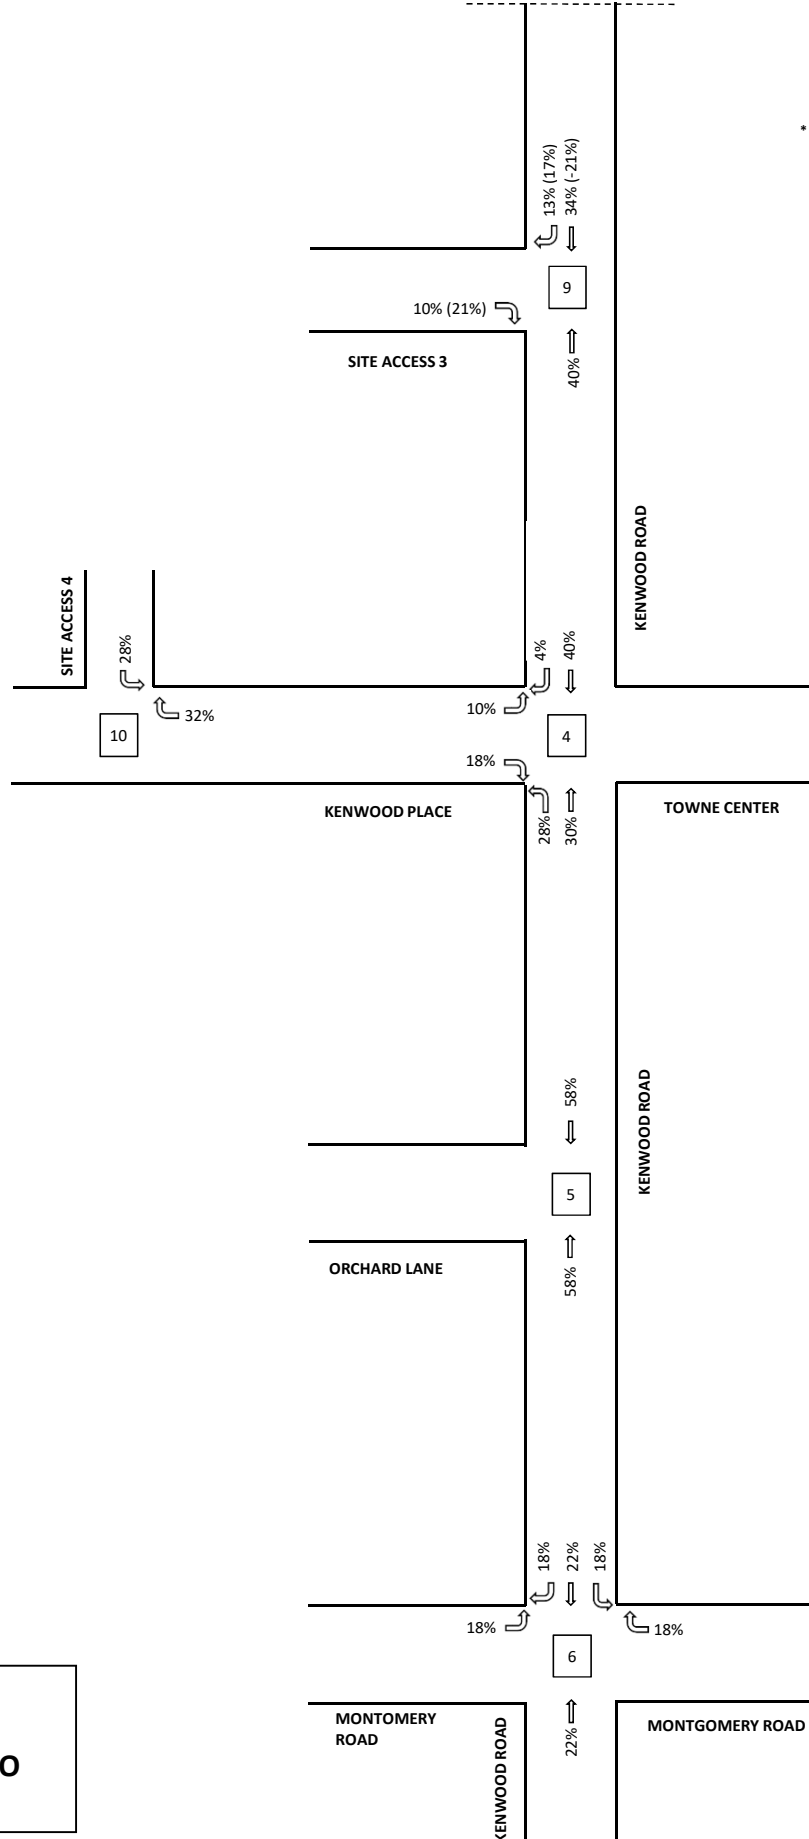 *
13% (17%)
34% (-21%)
9
10% (21%)
SITE ACCESS 3
40%
KENWOOD ROAD
SITE ACCESS 4
28%
4%
40%
32%
10%
10
4
18%
KENWOOD PLACE
28%
30%
TOWNE CENTER
58%
KENWOOD ROAD
5
ORCHARD LANE
58%
18%
22%
18%
18%
18%
6
MONTOMERY
ROAD
KENWOOD ROAD
22%
MONTGOMERY ROAD
O